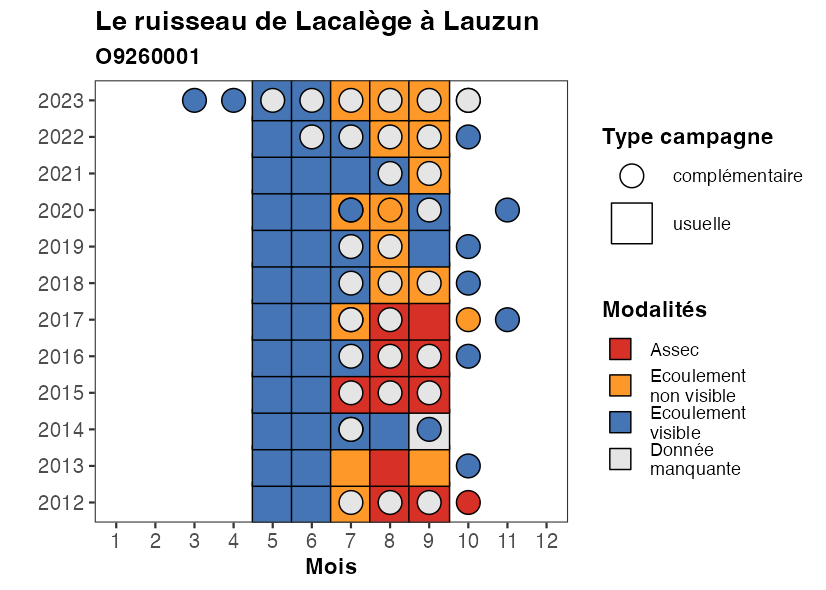 Le ruisseau de Lacalège à Lauzun
O9260001
2023
2022
2021
2020
2019
2018
2017
2016
2015
2014
2013
2012
1 2 3 4 5 6 7 8 9 10 11 12
Mois
Type campagne
complémentaire
usuelle
Modalités
Assec
Ecoulement
non visible
Ecoulement
visible
Donnée
manquante